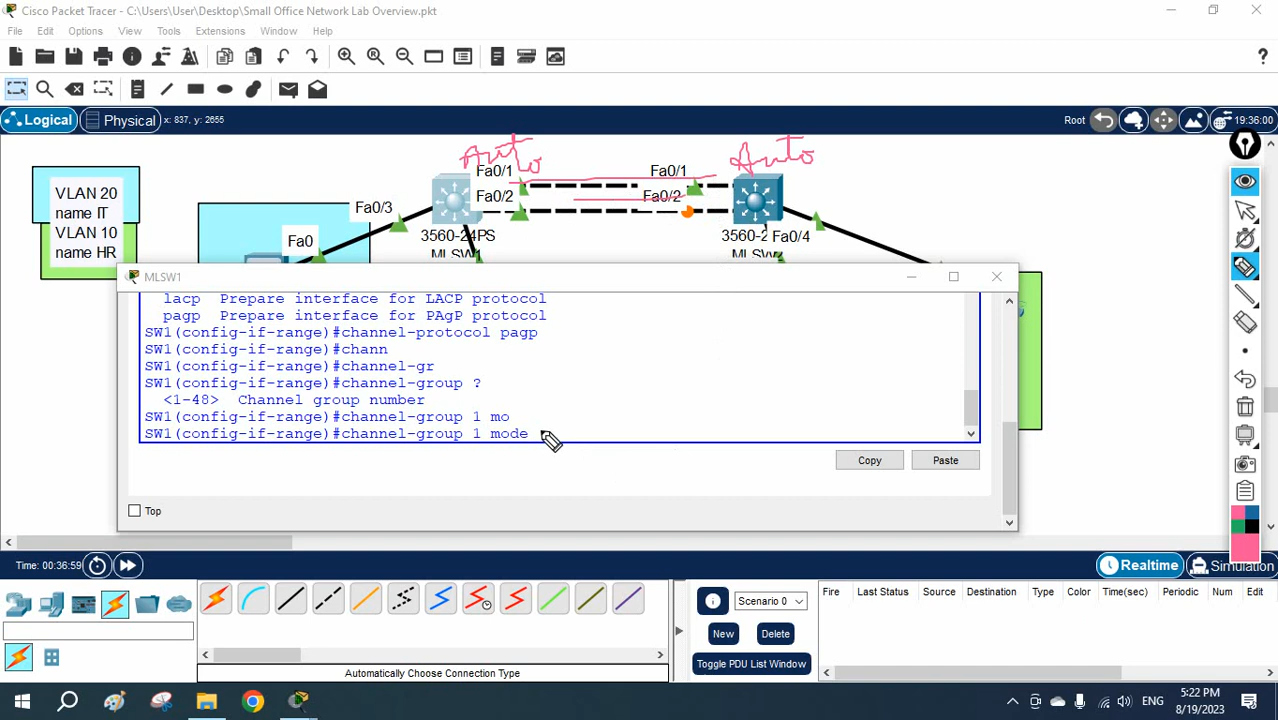 Cisco Packet Tracer - C:\Users\User\Desktop\Small Office Network Lab Overview.pkt
File Edit Options View Tools Extensions Window Help
Logical Physical x: 837, y: 2655 Root 19:36:00
Auto Auto
VLAN 20
name IT
VLAN 10
name HR
Fa0/1 Fa0/1
Fa0/2 Fa0/2
Fa0/3
Fa0
3560-24PS
MLSW1
3560-2
Fa0/4
MLSW1
lacp Prepare interface for LACP protocol
pagp Prepare interface for PAgP protocol
SW1(config-if-range)#channel-protocol pagp
SW1(config-if-range)#chann
SW1(config-if-range)#channel-gr
SW1(config-if-range)#channel-group ?
<1-48> Channel group number
SW1(config-if-range)#channel-group 1 mo
SW1(config-if-range)#channel-group 1 mode
Copy Paste
Top
Time: 00:36:59 Realtime Simulation
Scenario 0
New Delete
Toggle PDU List Window
Fire Last Status Source Destination Type Color Time(sec) Periodic Num Edit
Automatically Choose Connection Type
ENG
5:22 PM
8/19/2023